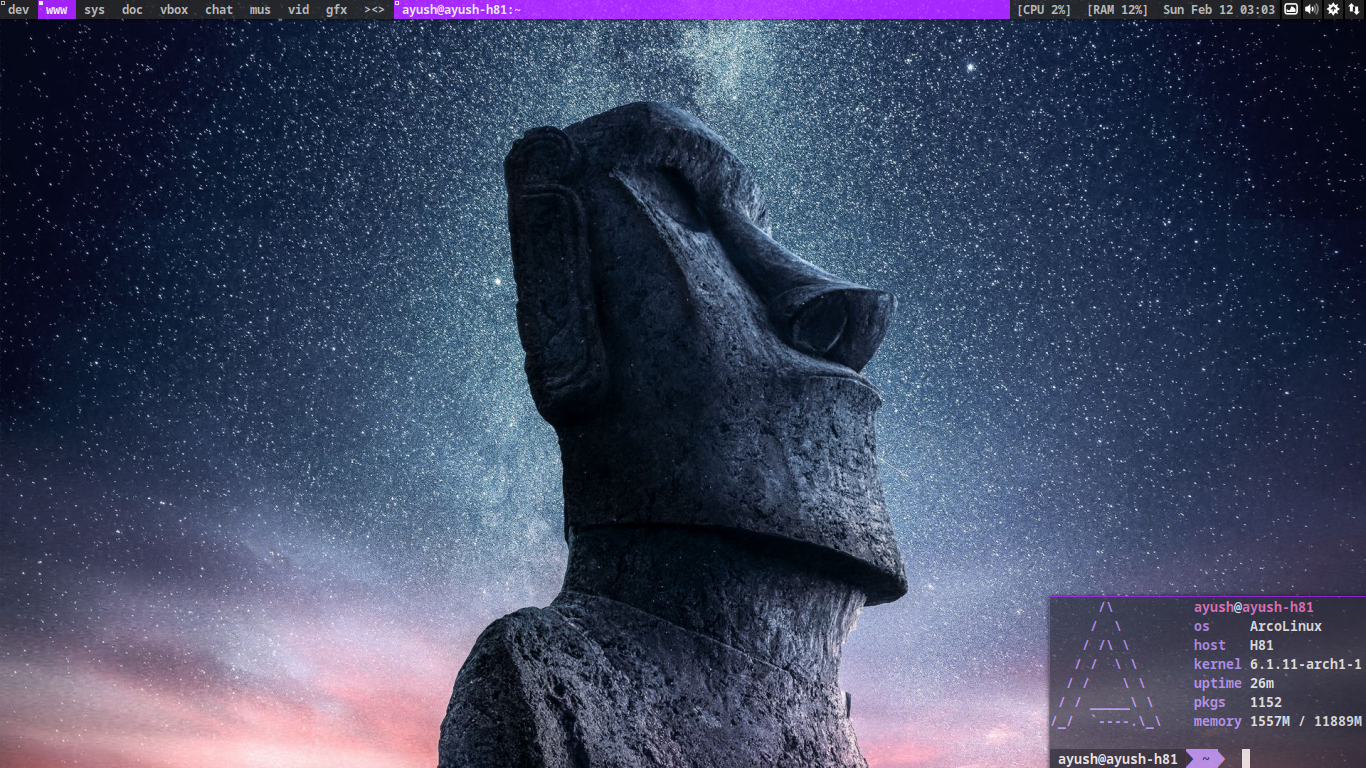 dev www sys doc vbox chat mus vid gfx ><> ayush@ayush-h81:~ [CPU 2%] [RAM 12%] Sun Feb 12 03:03
ayush@ayush-h81
os ArcoLinux
host H81
kernel 6.1.11-arch1-1
uptime 26m
pkgs 1152
memory 1557M / 11889M
ayush@ayush-h81 ~